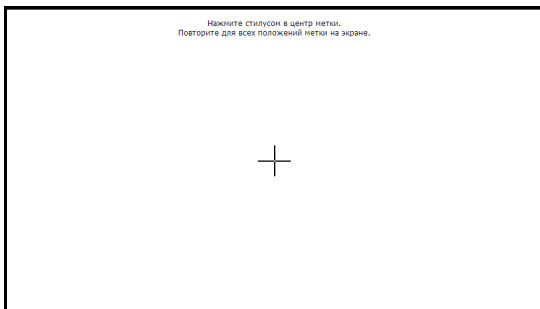 Нажмите стилусом в центр метки.
Повторите для всех положений метки на экране.